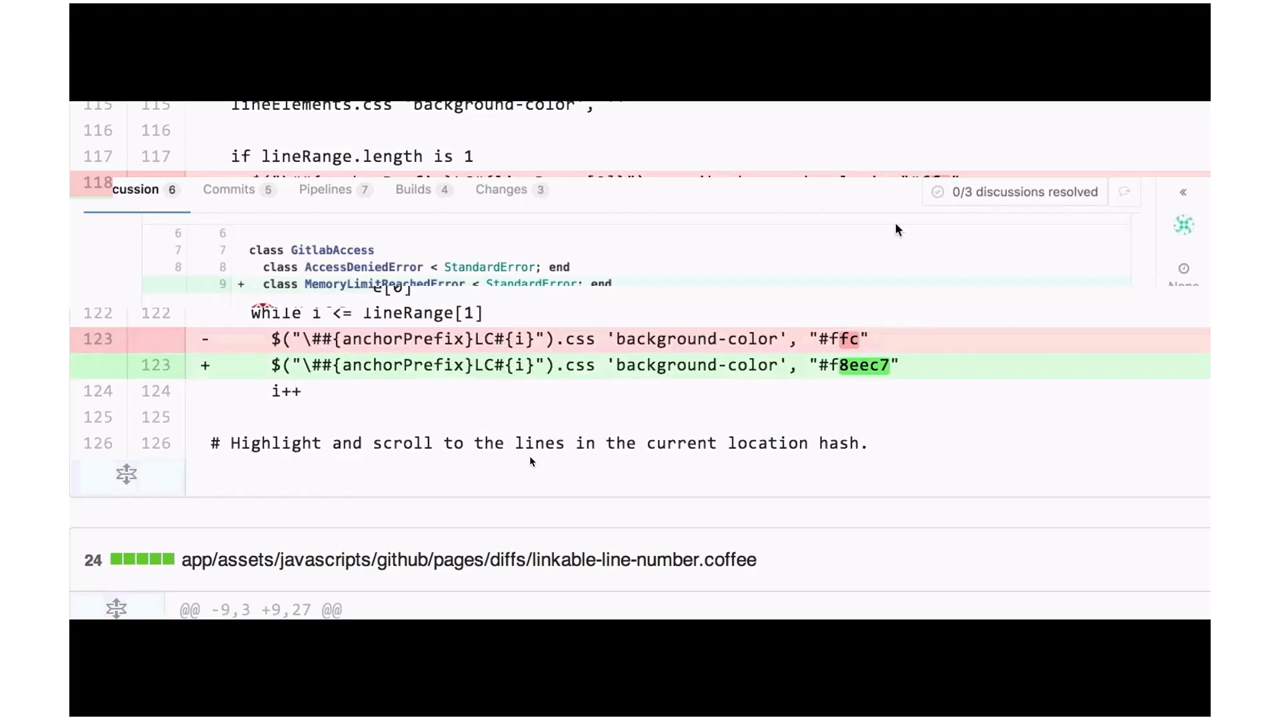 115 115 lineElements.css 'background-color', ''
116 116
117 117 if lineRange.length is 1
118
cussion 6 Commits 5 Pipelines 7 Builds 4 Changes 3 0/3 discussions resolved «
6 6
7 7 class GitlabAccess
8 8 class AccessDeniedError < StandardError; end
9 + class MemoryLimitReachedError < StandardError; end
e[0]
122 122 while i <= lineRange[1]
123 - $("\##{anchorPrefix}LC#{i}").css 'background-color', "#ffc"
123 + $("\##{anchorPrefix}LC#{i}").css 'background-color', "#f8eec7"
124 124 i++
125 125
126 126 # Highlight and scroll to the lines in the current location hash.
24 app/assets/javascripts/github/pages/diffs/linkable-line-number.coffee
@@ -9,3 +9,27 @@